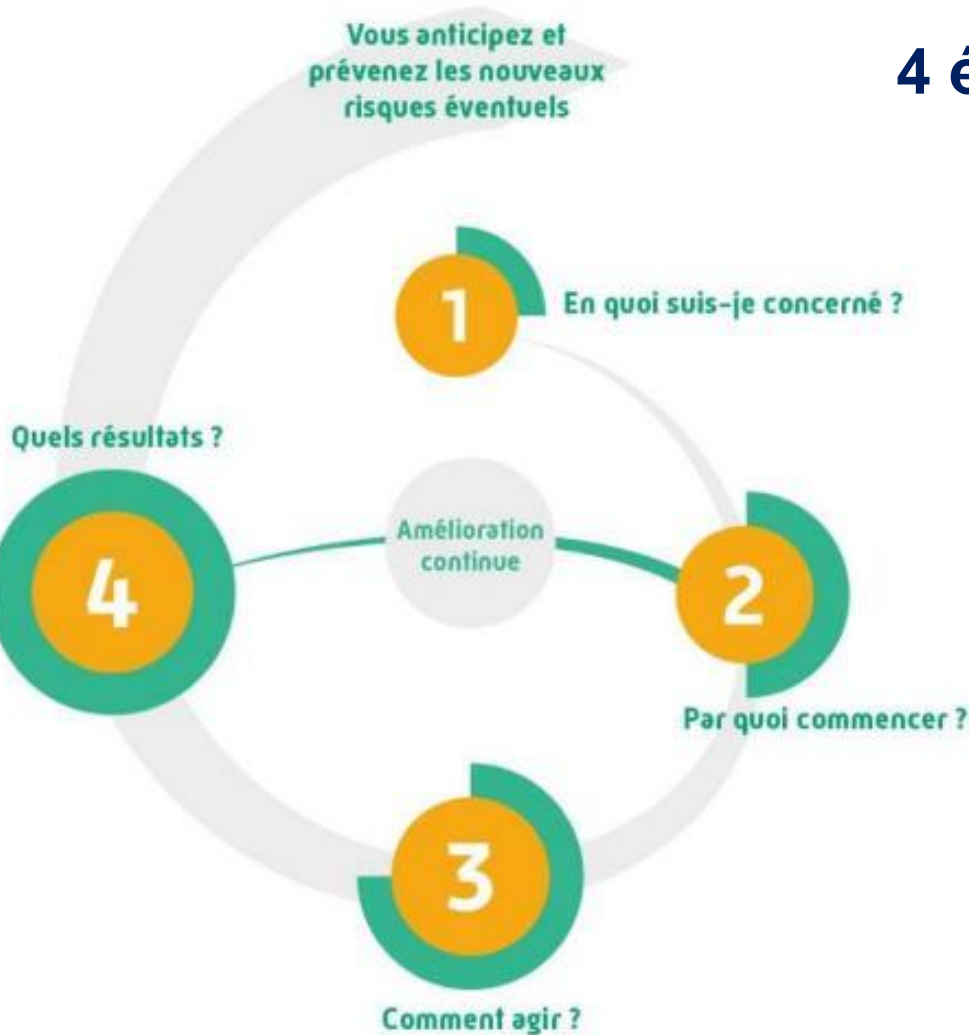 Vous anticipez et
prévenez les nouveaux
risques éventuels
4 é
1
En quoi suis-je concerné ?
Quels résultats ?
Amélioration
continue
4
2
Par quoi commencer ?
3
Comment agir ?